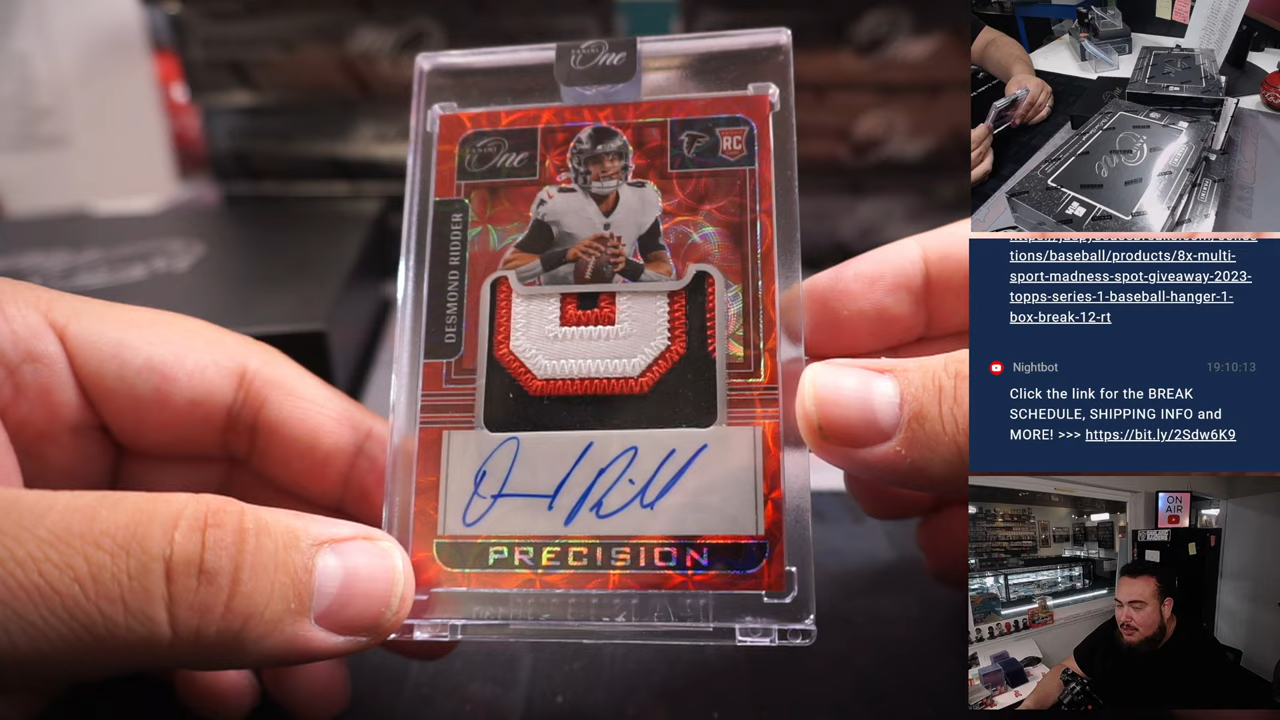 One
PANINI
One
RC
DESMOND RIDDER
PRECISION
One
tions/baseball/products/8x-multi-
sport-madness-spot-giveaway-2023-
topps-series-1-baseball-hanger-1-
box-break-12-rt
Nightbot 19:10:13
Click the link for the BREAK
SCHEDULE, SHIPPING INFO and
MORE! >>> https://bit.ly/2Sdw6K9
ON
AIR